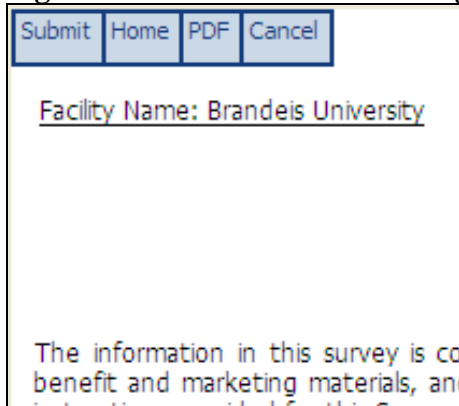 Submit Home PDF Cancel
Facility Name: Brandeis University
The information in this survey is co
benefit and marketing materials, an